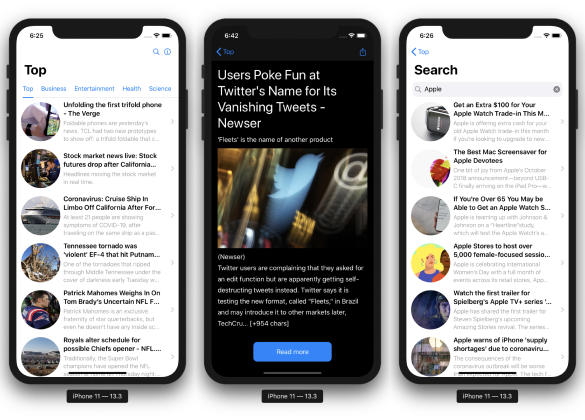 6:25
Top
Top Business Entertainment Health Science
Unfolding the first trifold phone
- The Verge
Foldable phones are yesterday's
news. TCL had two new prototypes
to show off: a trifold foldable that c...
Stock market news live: Stock
futures drop after California...
Headlines moving the stock market
in real time.
Coronavirus: Cruise Ship In
Limbo Off California After For...
At least 21 people are showing
symptoms of COVID-19, after
traveling on the same ship as a pas...
Tennessee tornado was
'violent' EF-4 that hit Putnam...
One of the tornadoes that ripped
through Middle Tennessee under the
cover of darkness early Tuesday w...
Patrick Mahomes Weighs In On
Tom Brady's Uncertain NFL F...
Patrick Mahomes is an exclusive
fraternity of star quarterbacks, but
even he doesn't have any inside sc...
Royals alter schedule for
possible Chiefs opener - NFL....
Traditionally, the Super Bowl
champions have opened the NFL
iPhone 11 — 13.3
6:42
Top
Users Poke Fun at
Twitter's Name for Its
Vanishing Tweets -
Newser
'Fleets' is the name of another product
(Newser)
Twitter users are complaining that they asked for
an edit function but are apparently getting self-
destructing tweets instead. Twitter says it is
testing the new format, called "Fleets," in Brazil
and may introduce it to other markets later,
TechCru... [+954 chars]
Read more
iPhone 11 — 13.3
6:26
Top
Search
Apple
Get an Extra $100 for Your
Apple Watch Trade-in This M...
Apple is offering extra cash for your
old Apple Watch trade-in this month
if you're looking to upgrade to new...
The Best Mac Screensaver for
Apple Devotees
One bit of joy from Apple's October
2018 announcement—beyond USB-
C finally arriving on the iPad Pro—w...
If You're Over 65 You May be
Able to Get an Apple Watch S...
Apple is teaming up with Johnson &
Johnson on a "Heartline" study,
which will test the Apple Watch's a...
Apple Stores to host over
5,000 female-focused sessio...
Apple is celebrating International
Women's Day with a full month of
events across its retail stores, Appl...
Watch the first trailer for
Spielberg's Apple TV+ series '...
Apple has shared the first trailer for
Steven Spielberg's upcoming
Amazing Stories revival. The series...
Apple warns of iPhone 'supply
shortages' due to coronaviru...
The consequences of the
coronavirus outbreak will be worse
iPhone 11 — 13.3